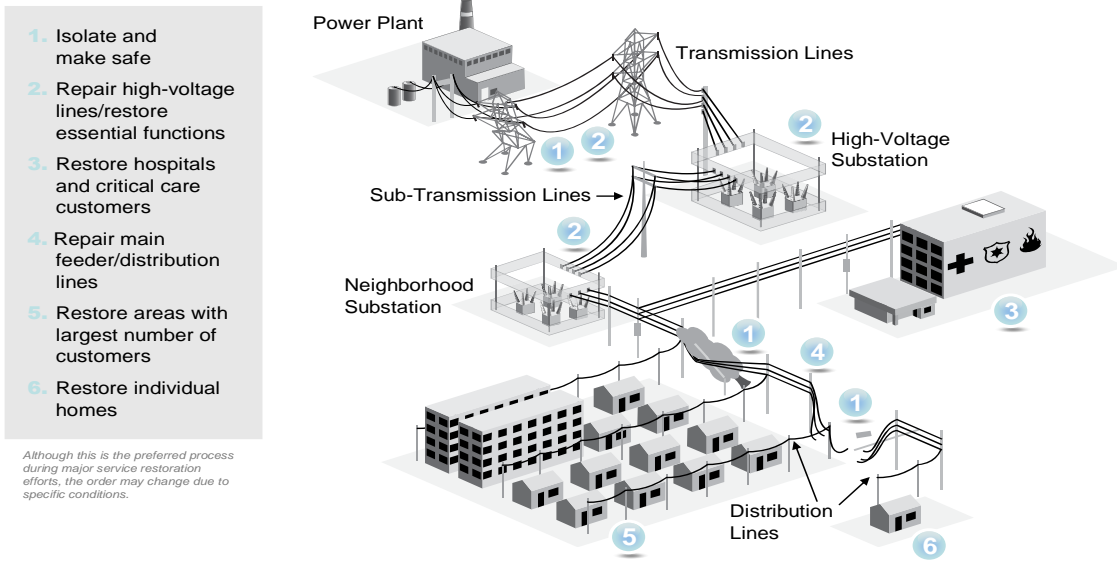 1. Isolate and
make safe
2. Repair high-voltage
lines/restore
essential functions
3. Restore hospitals
and critical care
customers
4. Repair main
feeder/distribution
lines
5. Restore areas with
largest number of
customers
6. Restore individual
homes
Although this is the preferred process
during major service restoration
efforts, the order may change due to
specific conditions.
Power Plant
Transmission Lines
1
2
2
High-Voltage
Substation
Sub-Transmission Lines
2
Neighborhood
Substation
3
1
4
1
Distribution
Lines
5
6